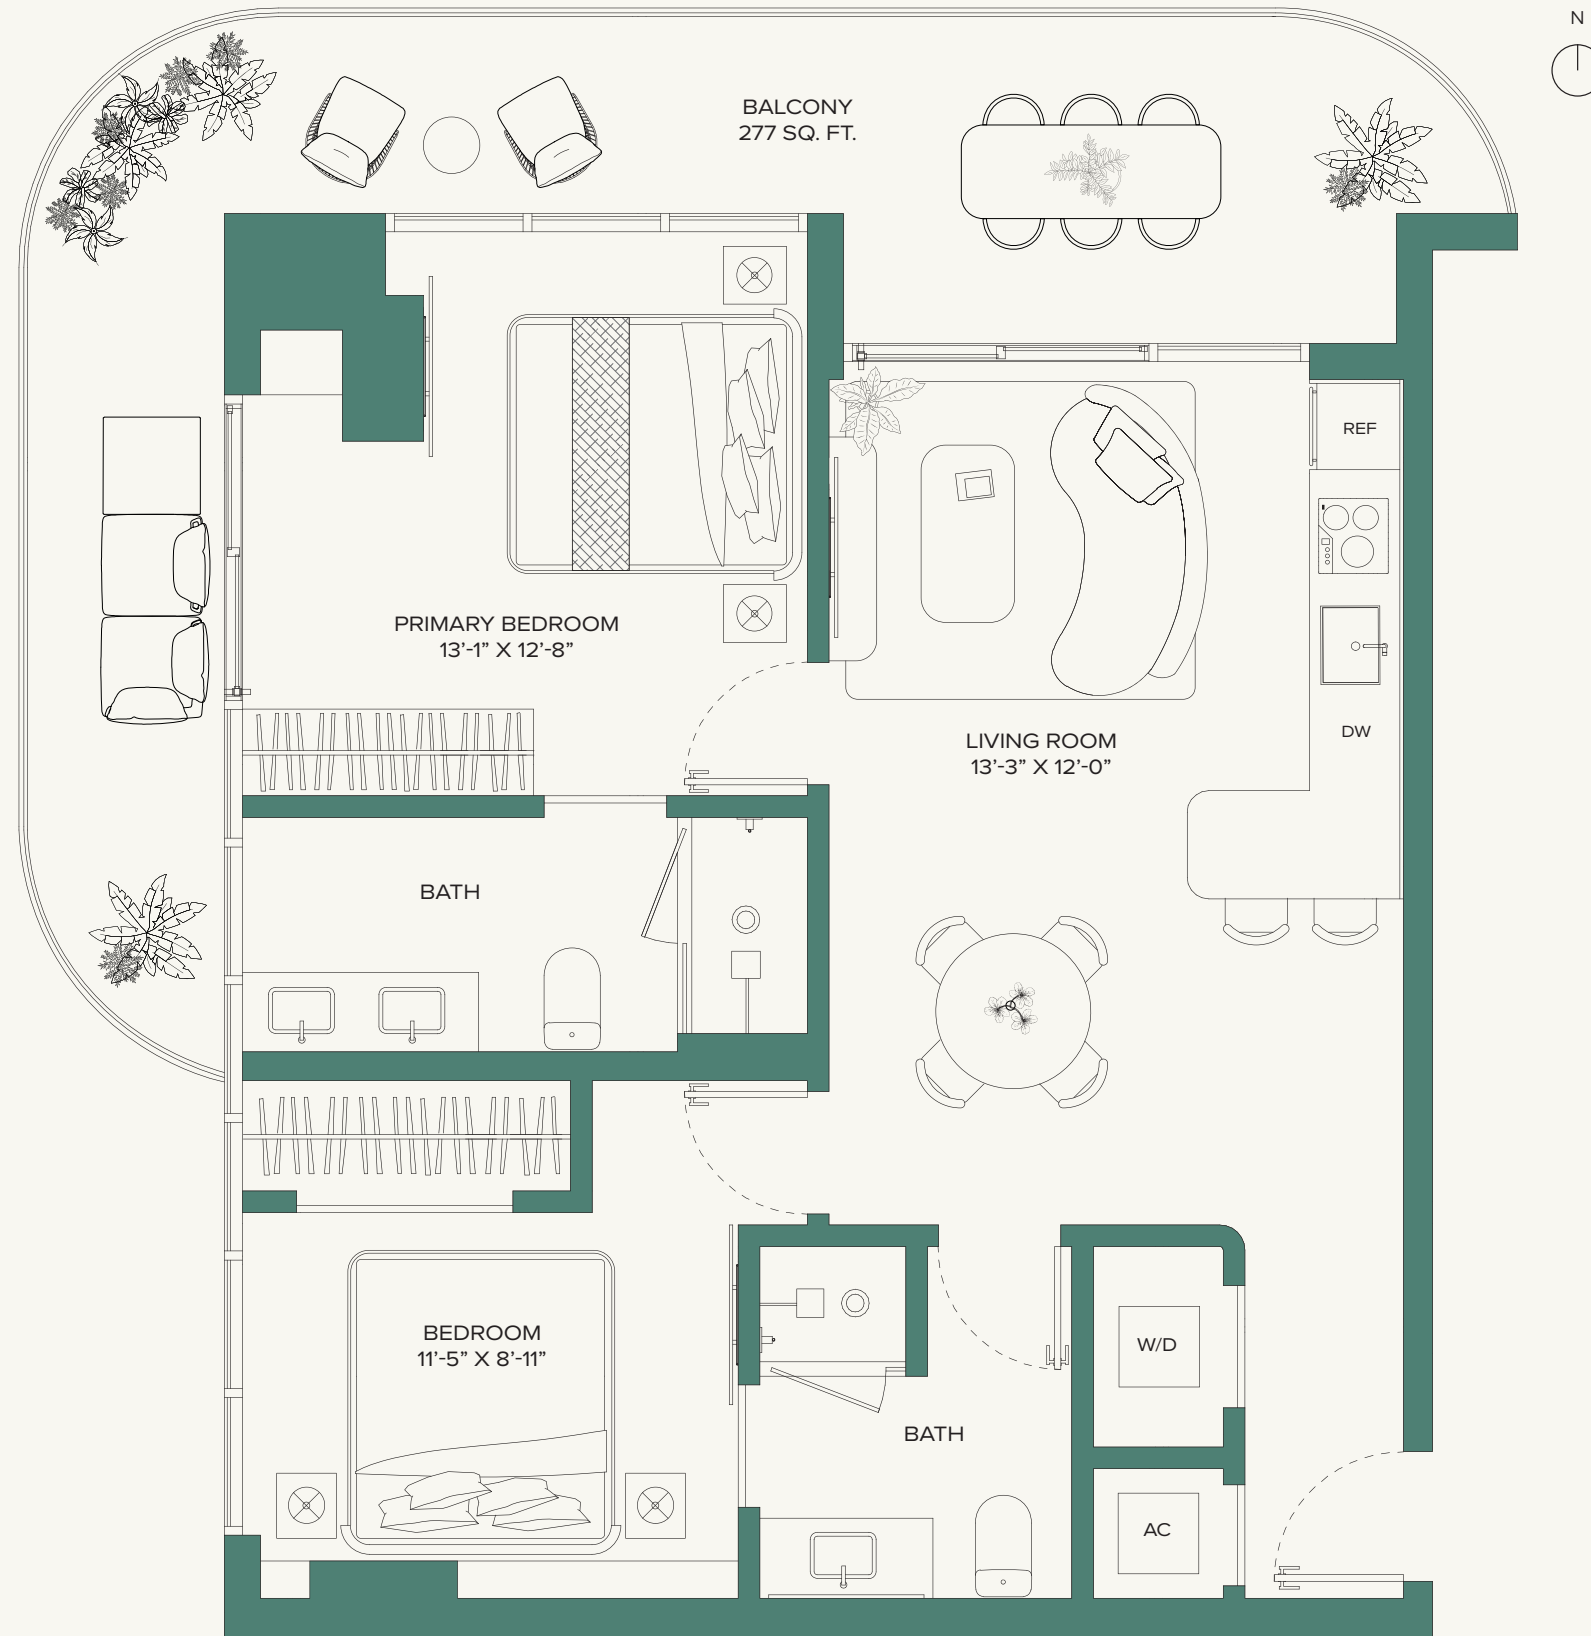 N
BALCONY
277 SQ. FT.
REF
PRIMARY BEDROOM
13’-1” X 12’-8”
DW
LIVING ROOM
13’-3” X 12’-0”
BATH
BEDROOM
11’-5” X 8’-11”
W/D
BATH
AC